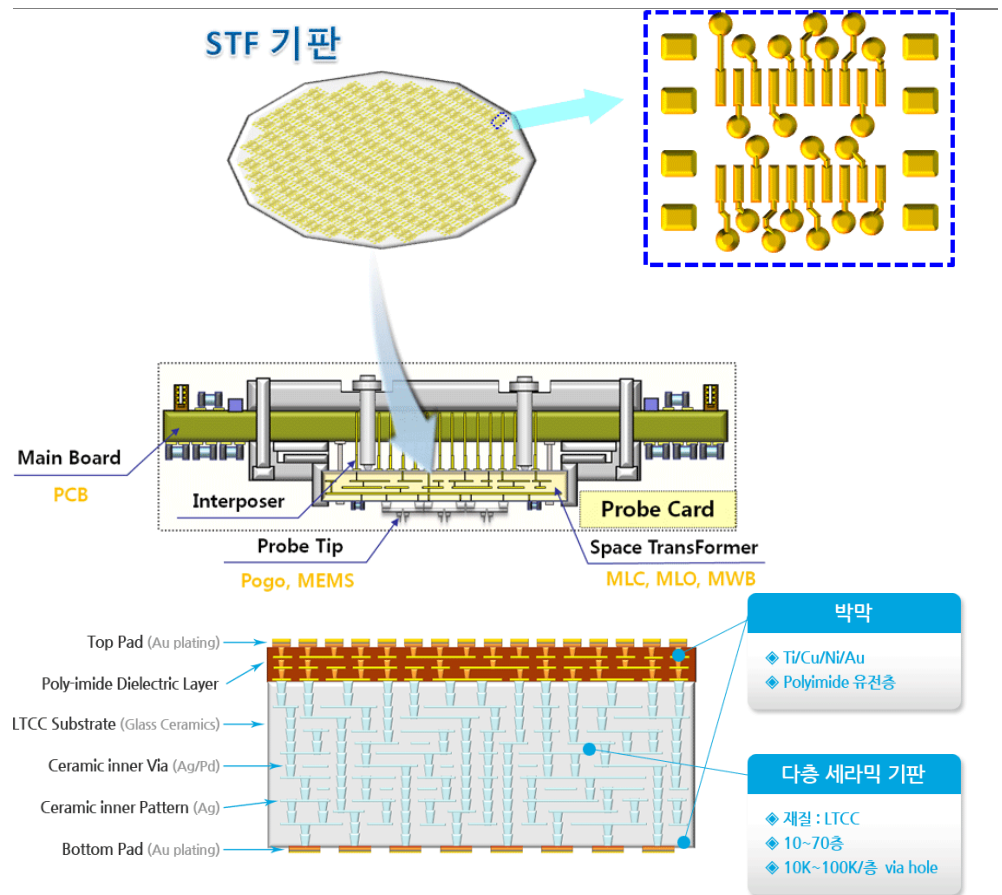 STF 기판
Main Board
PCB
Interposer
Probe Tip
Pogo, MEMS
Probe Card
Space TransFormer
MLC, MLO, MWB
Top Pad (Au plating)
Poly-imide Dielectric Layer
LTCC Substrate (Glass Ceramics)
Ceramic inner Via (Ag/Pd)
Ceramic inner Pattern (Ag)
Bottom Pad (Au plating)
박막
◈ Ti/Cu/Ni/Au
◈ Polyimide 유전층
다층 세라믹 기판
◈ 재질 : LTCC
◈ 10~70층
◈ 10K~100K/층 via hole